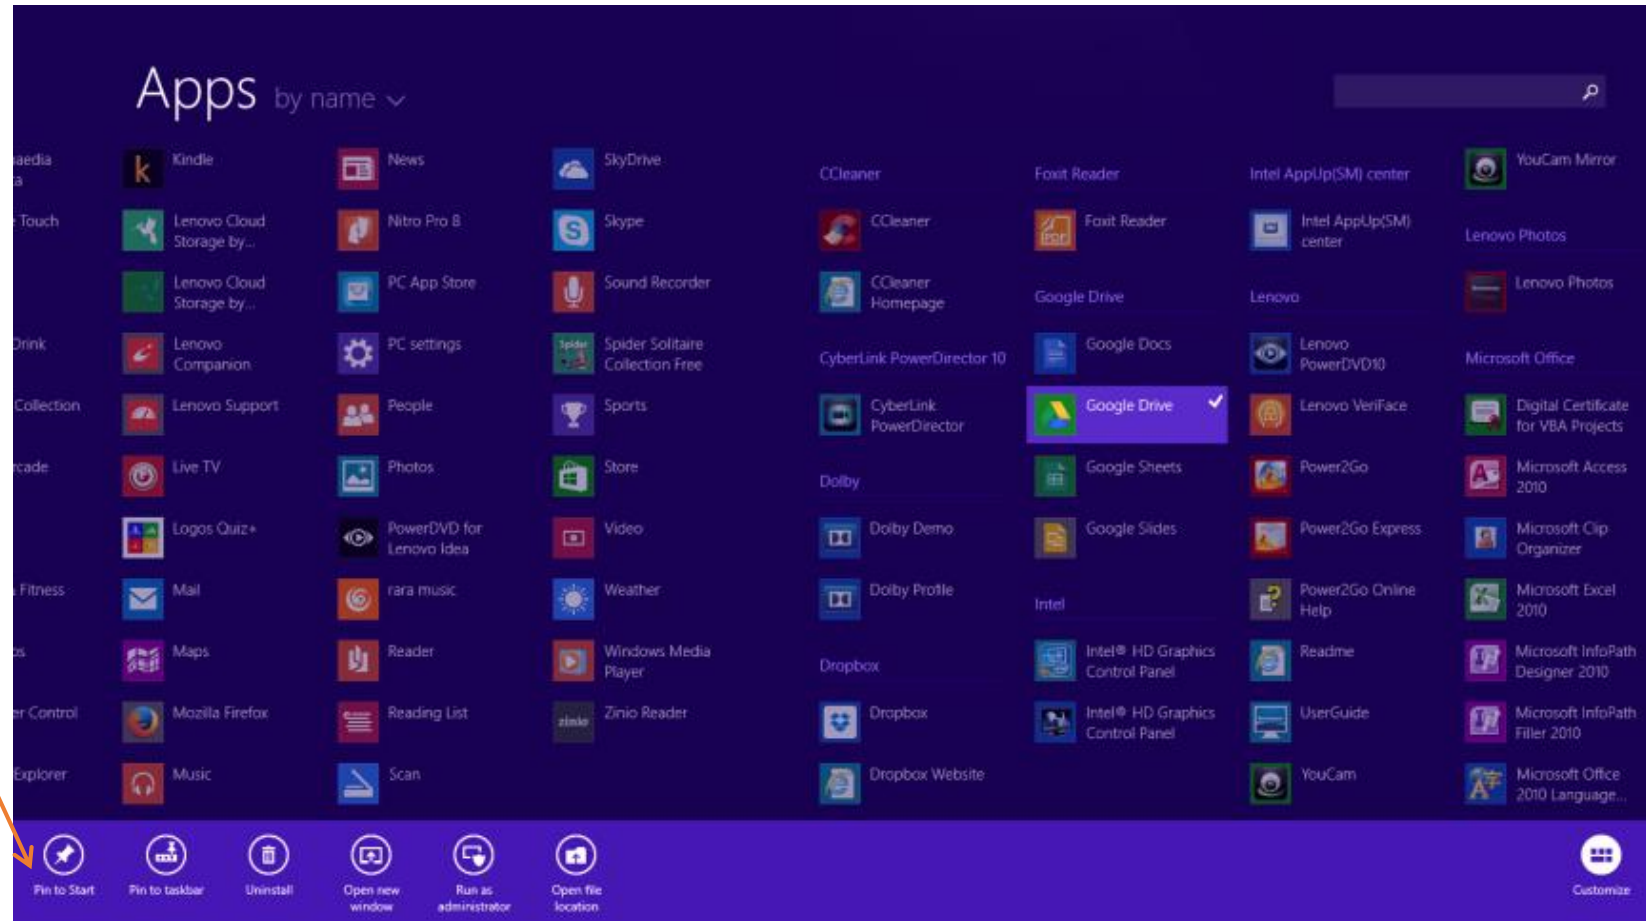 Apps by name
aedia
a
Touch
Drink
Collection
rcade
Fitness
os
er Control
Explorer
Kindle
Lenovo Cloud
Storage by...
Lenovo Cloud
Storage by...
Lenovo
Companion
Lenovo Support
Live TV
Logos Quiz+
Mail
Maps
Mozilla Firefox
Music
News
Nitro Pro 8
PC App Store
PC settings
People
Photos
PowerDVD for
Lenovo Idea
rara music
Reader
Reading List
Scan
SkyDrive
Skype
Sound Recorder
Spider
Spider Solitaire
Collection Free
Sports
Store
Video
Weather
Windows Media
Player
zinio
Zinio Reader
CCleaner
CCleaner
CCleaner
Homepage
CyberLink PowerDirector 10
CyberLink
PowerDirector
Dolby
Dolby Demo
Dolby Profile
Dropbox
Dropbox
Dropbox Website
Foxit Reader
PDF
Foxit Reader
Google Drive
Google Docs
Google Drive
Google Sheets
Google Slides
Intel
Intel® HD Graphics
Control Panel
Intel® HD Graphics
Control Panel
Intel AppUp(SM) center
Intel AppUp(SM)
center
Lenovo
Lenovo
PowerDVD10
Lenovo VeriFace
Power2Go
Power2Go Express
Power2Go Online
Help
Readme
UserGuide
YouCam
YouCam Mirror
Lenovo Photos
Lenovo Photos
Microsoft Office
Digital Certificate
for VBA Projects
Microsoft Access
2010
Microsoft Clip
Organizer
Microsoft Excel
2010
Microsoft InfoPath
Designer 2010
Microsoft InfoPath
Filler 2010
Microsoft Office
2010 Language...
Pin to Start
Pin to taskbar
Uninstall
Open new
window
Run as
administrator
Open file
location
Customize